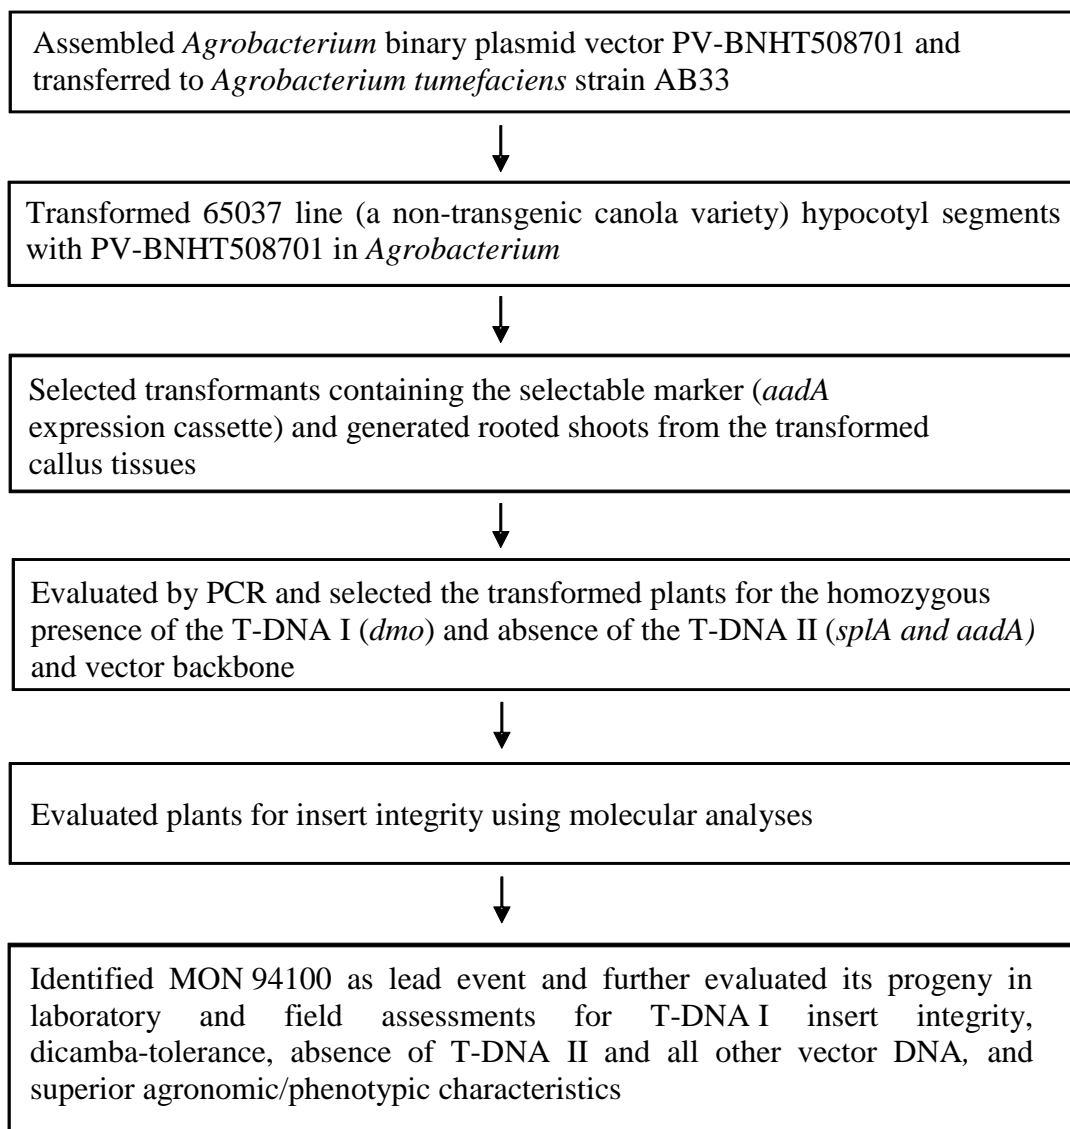 Assembled Agrobacterium binary plasmid vector PV-BNHT508701 and
transferred to Agrobacterium tumefaciens strain AB33
Transformed 65037 line (a non-transgenic canola variety) hypocotyl segments
with PV-BNHT508701 in Agrobacterium
Selected transformants containing the selectable marker (aadA
expression cassette) and generated rooted shoots from the transformed
callus tissues
Evaluated by PCR and selected the transformed plants for the homozygous
presence of the T-DNA I (dmo) and absence of the T-DNA II (splA and aadA)
and vector backbone
Evaluated plants for insert integrity using molecular analyses
Identified MON 94100 as lead event and further evaluated its progeny in
laboratory and field assessments for T-DNA I insert integrity,
dicamba-tolerance, absence of T-DNA II and all other vector DNA, and
superior agronomic/phenotypic characteristics